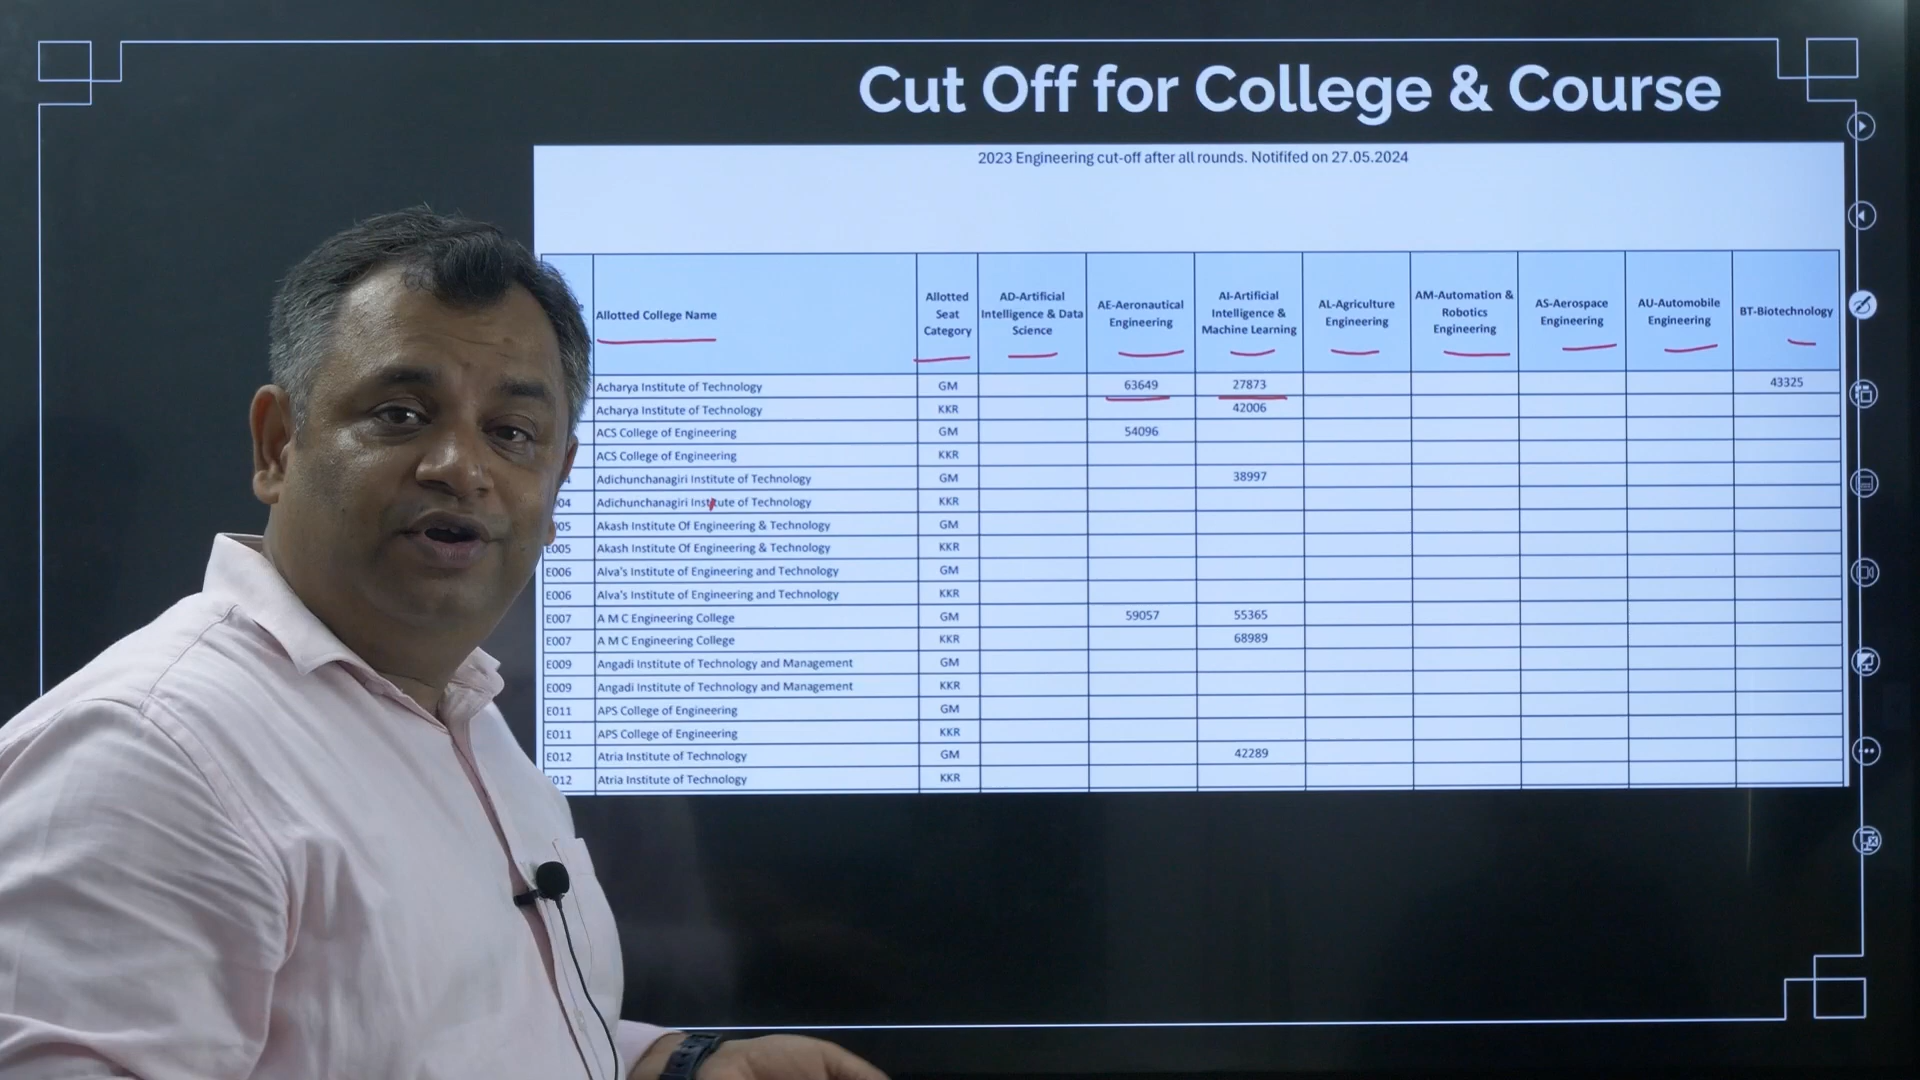 Cut Off for College & Course
2023 Engineering cut-off after all rounds. Notififed on 27.05.2024
Allotted College Name
Allotted Seat Category
AD-Artificial Intelligence & Data Science
AE-Aeronautical Engineering
AI-Artificial Intelligence & Machine Learning
AL-Agriculture Engineering
AM-Automation & Robotics Engineering
AS-Aerospace Engineering
AU-Automobile Engineering
BT-Biotechnology
Acharya Institute of Technology GM 63649 27873 43325
Acharya Institute of Technology KKR 42006
ACS College of Engineering GM 54096
ACS College of Engineering KKR
Adichunchanagiri Institute of Technology GM 38997
04 Adichunchanagiri Institute of Technology KKR
005 Akash Institute Of Engineering & Technology GM
E005 Akash Institute Of Engineering & Technology KKR
E006 Alva's Institute of Engineering and Technology GM
E006 Alva's Institute of Engineering and Technology KKR
E007 A M C Engineering College GM 59057 55365
E007 A M C Engineering College KKR 68989
E009 Angadi Institute of Technology and Management GM
E009 Angadi Institute of Technology and Management KKR
E011 APS College of Engineering GM
E011 APS College of Engineering KKR
E012 Atria Institute of Technology GM 42289
E012 Atria Institute of Technology KKR